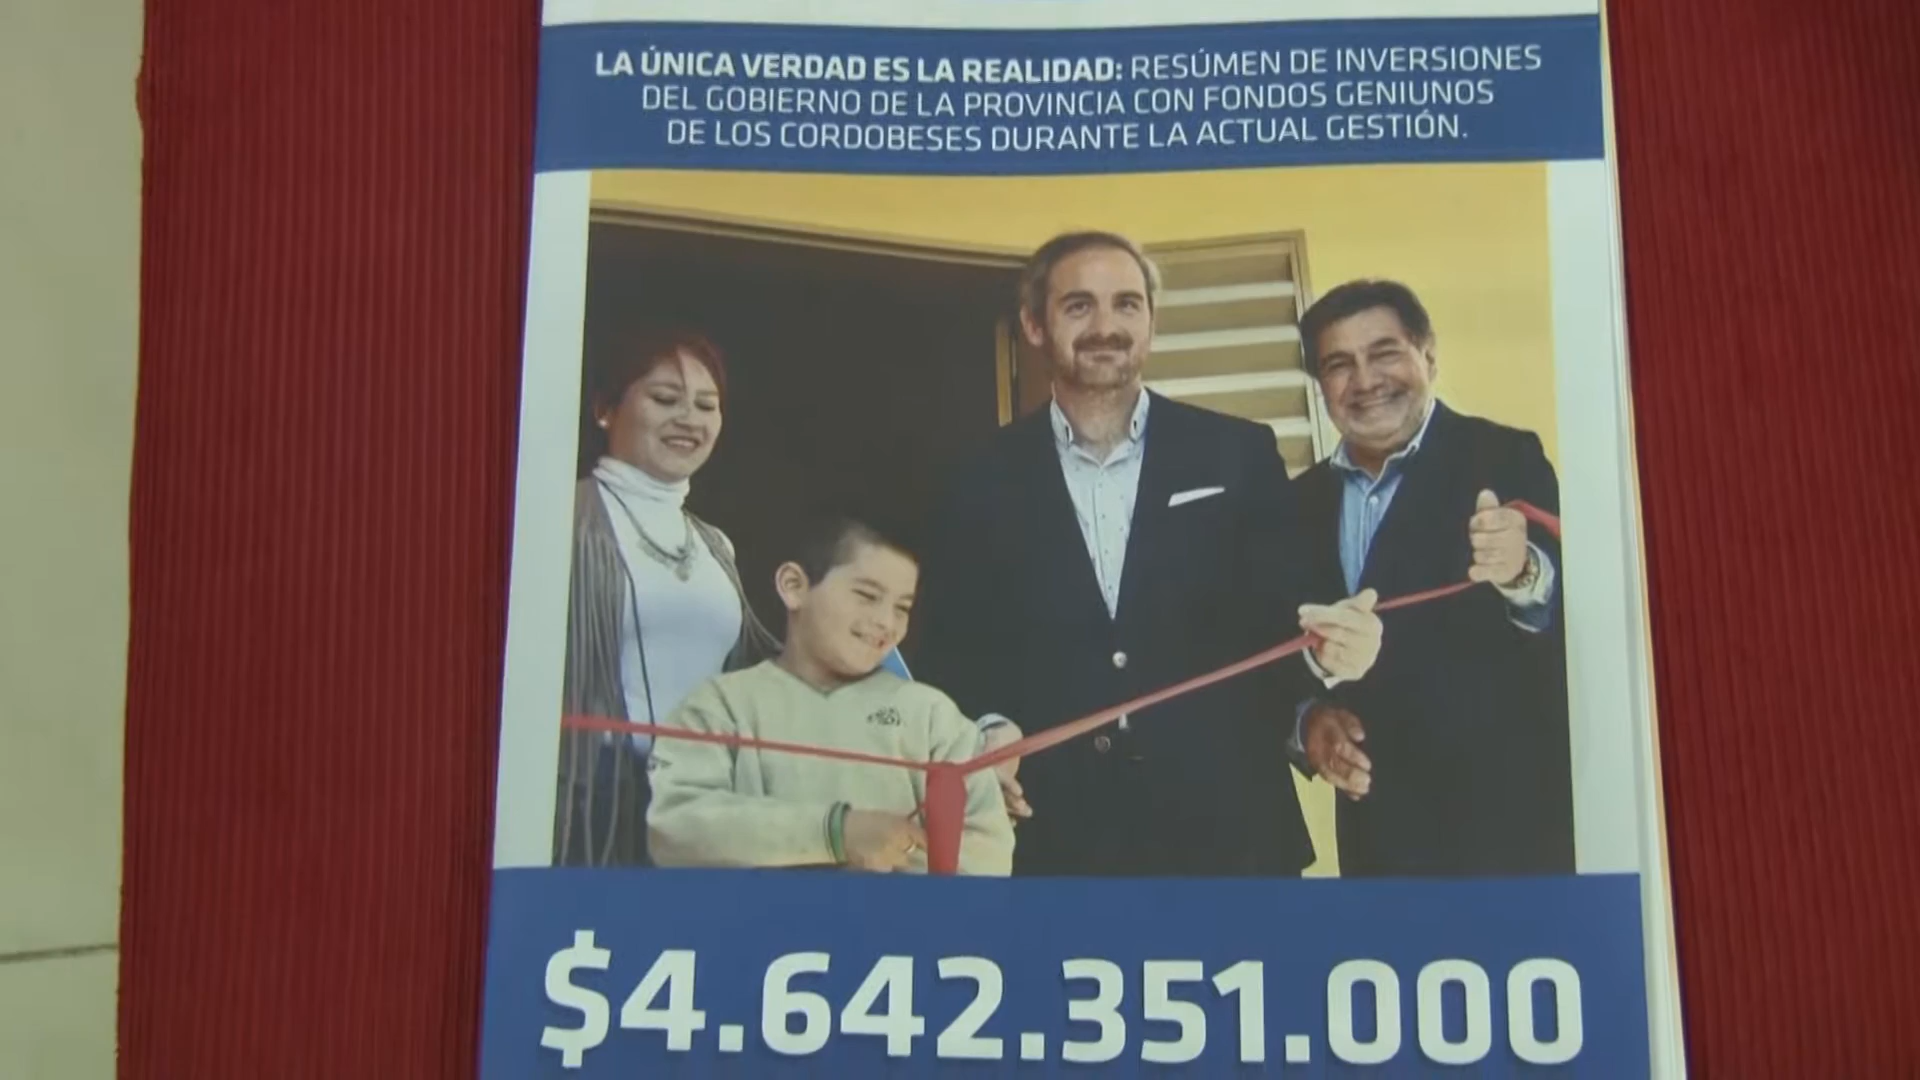 LA ÚNICA VERDAD ES LA REALIDAD: RESÚMEN DE INVERSIONES
DEL GOBIERNO DE LA PROVINCIA CON FONDOS GENIUNOS
DE LOS CORDOBESES DURANTE LA ACTUAL GESTIÓN.
$4.642.351.000